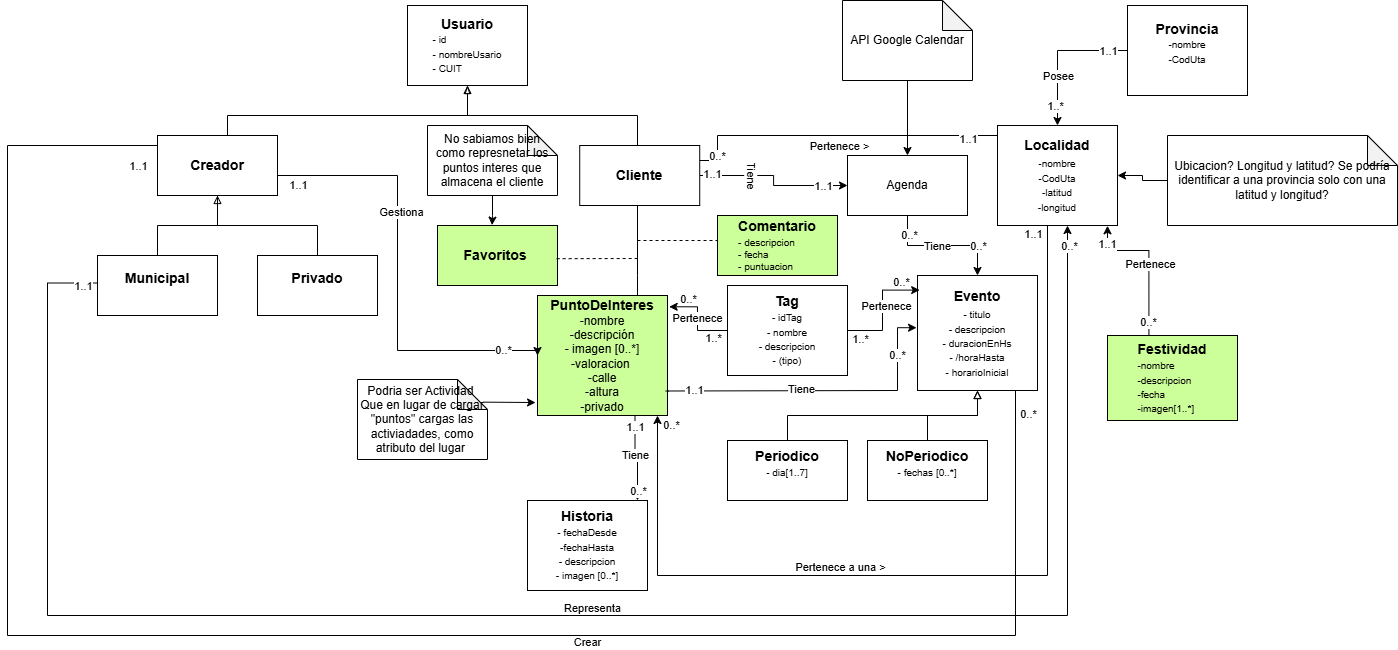 Usuario
- id
- nombreUsario
- CUIT
API Google Calendar
Provincia
-nombre
-CodUta
1..1
Posee
1..*
No sabiamos bien
como represnetar los
puntos interes que
almacena el cliente
Creador
1..1
1..1
Gestiona
Cliente
0..*
1..1
Tiene
1..1
Pertenece >
1..1
Agenda
Localidad
-nombre
-CodUta
-latitud
-longitud
Ubicacion? Longitud y latitud? Se podria
identificar a una provincia solo con una
latitud y longitud?
Favoritos
Comentario
- descripcion
- fecha
- puntuacion
0..*
Tiene
0..*
1..1
0..*
1..1
Pertenece
0..*
Municipal
1..1
Privado
PuntoDeInteres
-nombre
-descripción
- imagen [0..*]
-valoracion
-calle
-altura
-privado
0..*
0..*
Pertenece
1..*
Tag
- idTag
- nombre
- descripcion
- (tipo)
0..*
Pertenece
1..*
0..*
Evento
- titulo
- descripcion
- duracionEnHs
- /horaHasta
- horarioInicial
Festividad
-nombre
-descripcion
-fecha
-imagen[1..*]
1..1
Tiene
Podria ser Actividad
Que en lugar de cargar
"puntos" cargas las
activiadades, como
atributo del lugar
1..1
0..*
Tiene
0..*
0..*
Periodico
- dia[1..7]
NoPeriodico
- fechas [0..*]
Historia
- fechaDesde
-fechaHasta
- descripcion
- imagen [0..*]
Pertenece a una >
Representa
Crear